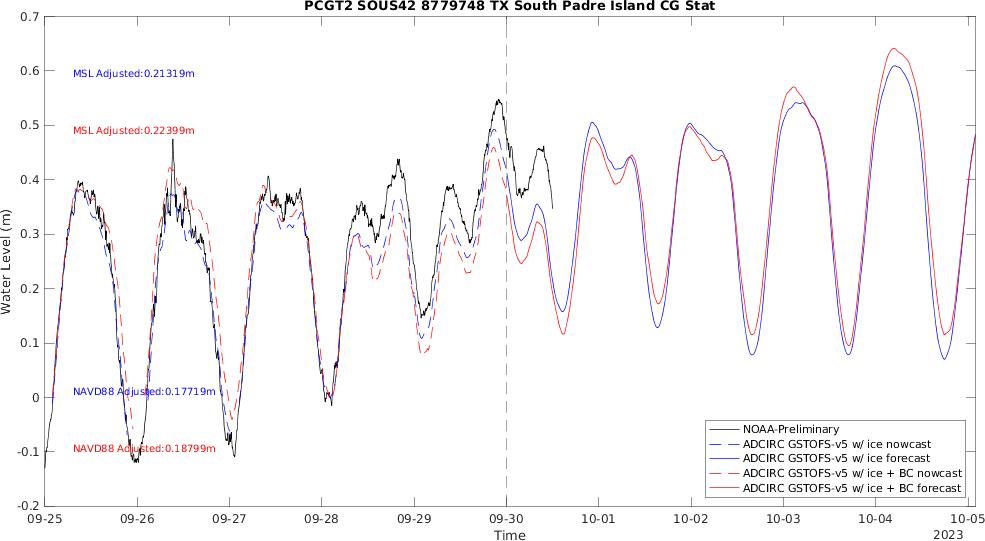 PCGT2 SOUS42 8779748 TX South Padre Island CG Stat
0.7
0.6
0.5
0.4
0.3
0.2
0.1
0
-0.1
-0.2
Water Level (m)
MSL Adjusted:0.21319m
MSL Adjusted:0.22399m
NAVD88 Adjusted:0.17719m
NAVD88 Adjusted:0.18799m
NOAA-Preliminary
ADCIRC GSTOFS-v5 w/ ice nowcast
ADCIRC GSTOFS-v5 w/ ice forecast
ADCIRC GSTOFS-v5 w/ ice + BC nowcast
ADCIRC GSTOFS-v5 w/ ice + BC forecast
09-25 09-26 09-27 09-28 09-29 09-30 10-01 10-02 10-03 10-04 10-05
Time
2023